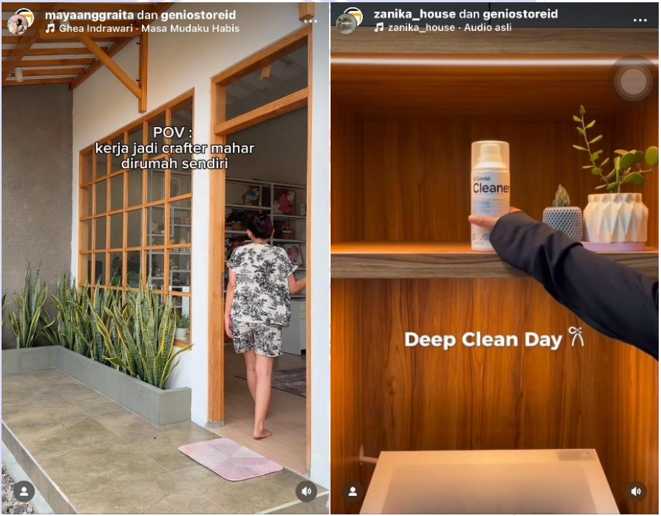 mayaanggraita dan geniostoreid
Ghea Indrawari · Masa Mudaku Habis
POV :
kerja jadi crafter mahar
dirumah sendiri
zanika_house dan geniostoreid
zanika_house · Audio asli
Cleaner
Deep Clean Day